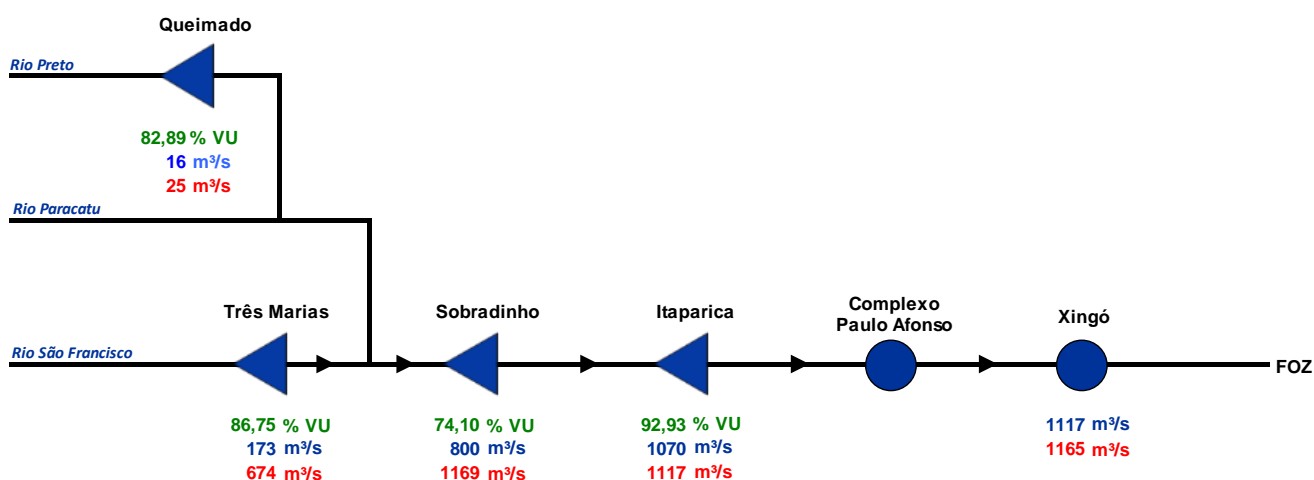 Queimado
Rio Preto
82,89 % VU
16 m³/s
25 m³/s
Rio Paracatu
Três Marias
Sobradinho
Itaparica
Complexo
Paulo Afonso
Xingó
Rio São Francisco
FOZ
86,75 % VU
173 m³/s
674 m³/s
74,10 % VU
800 m³/s
1169 m³/s
92,93 % VU
1070 m³/s
1117 m³/s
1117 m³/s
1165 m³/s